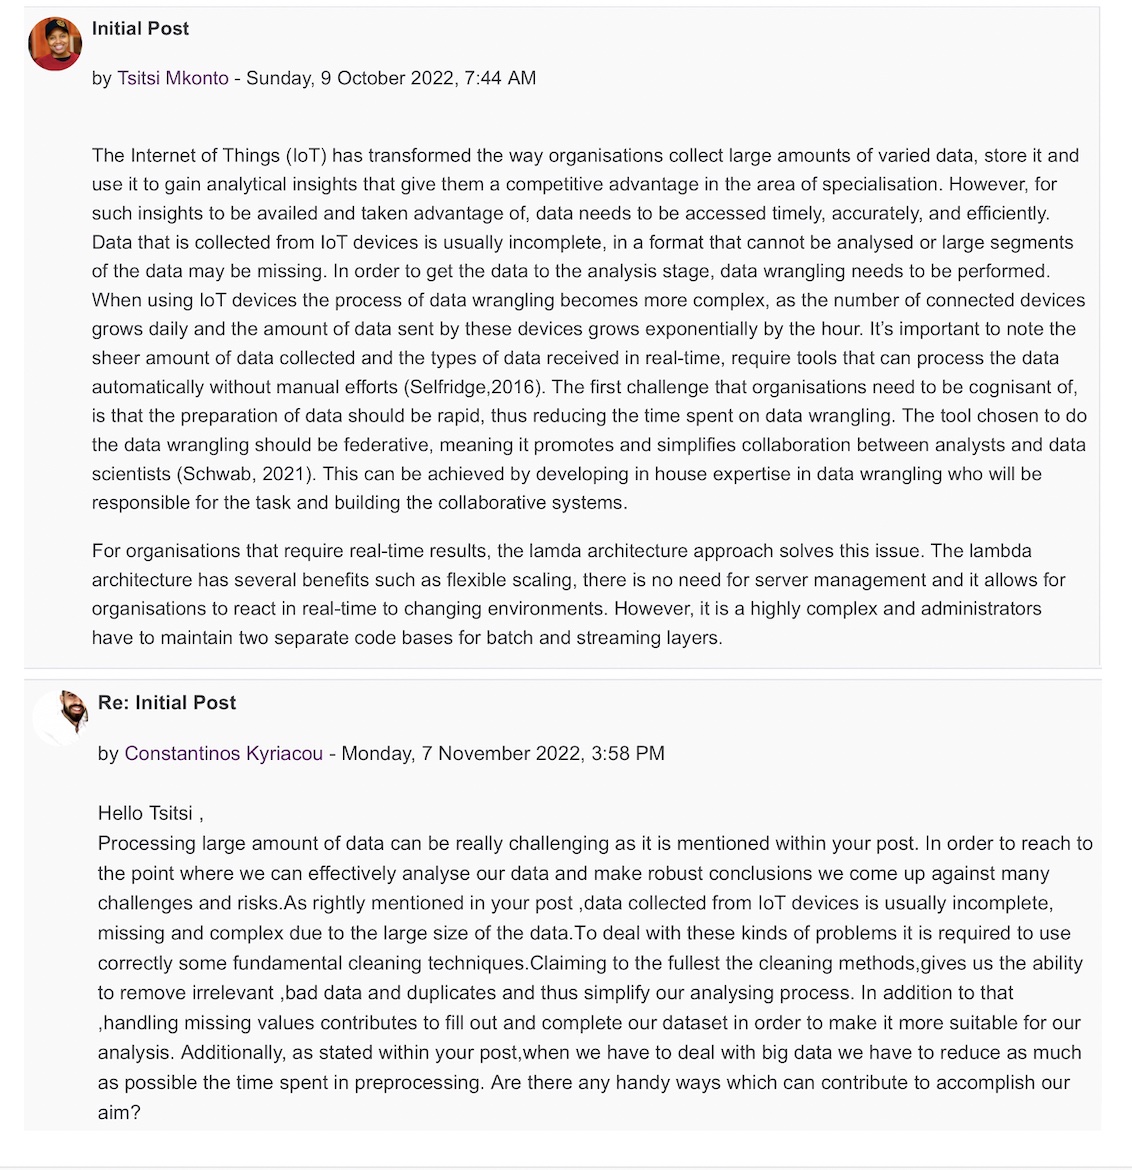 Initial Post
by Tsitsi Mkonto - Sunday, 9 October 2022, 7:44 AM
The Internet of Things (IoT) has transformed the way organisations collect large amounts of varied data, store it and
use it to gain analytical insights that give them a competitive advantage in the area of specialisation. However, for
such insights to be availed and taken advantage of, data needs to be accessed timely, accurately, and efficiently.
Data that is collected from IoT devices is usually incomplete, in a format that cannot be analysed or large segments
of the data may be missing. In order to get the data to the analysis stage, data wrangling needs to be performed.
When using IoT devices the process of data wrangling becomes more complex, as the number of connected devices
grows daily and the amount of data sent by these devices grows exponentially by the hour. It’s important to note the
sheer amount of data collected and the types of data received in real-time, require tools that can process the data
automatically without manual efforts (Selfridge,2016). The first challenge that organisations need to be cognisant of,
is that the preparation of data should be rapid, thus reducing the time spent on data wrangling. The tool chosen to do
the data wrangling should be federative, meaning it promotes and simplifies collaboration between analysts and data
scientists (Schwab, 2021). This can be achieved by developing in house expertise in data wrangling who will be
responsible for the task and building the collaborative systems.
For organisations that require real-time results, the lamda architecture approach solves this issue. The lambda
architecture has several benefits such as flexible scaling, there is no need for server management and it allows for
organisations to react in real-time to changing environments. However, it is a highly complex and administrators
have to maintain two separate code bases for batch and streaming layers.
Re: Initial Post
by Constantinos Kyriacou - Monday, 7 November 2022, 3:58 PM
Hello Tsitsi ,
Processing large amount of data can be really challenging as it is mentioned within your post. In order to reach to
the point where we can effectively analyse our data and make robust conclusions we come up against many
challenges and risks.As rightly mentioned in your post ,data collected from IoT devices is usually incomplete,
missing and complex due to the large size of the data.To deal with these kinds of problems it is required to use
correctly some fundamental cleaning techniques.Claiming to the fullest the cleaning methods,gives us the ability
to remove irrelevant ,bad data and duplicates and thus simplify our analysing process. In addition to that
,handling missing values contributes to fill out and complete our dataset in order to make it more suitable for our
analysis. Additionally, as stated within your post,when we have to deal with big data we have to reduce as much
as possible the time spent in preprocessing. Are there any handy ways which can contribute to accomplish our
aim?